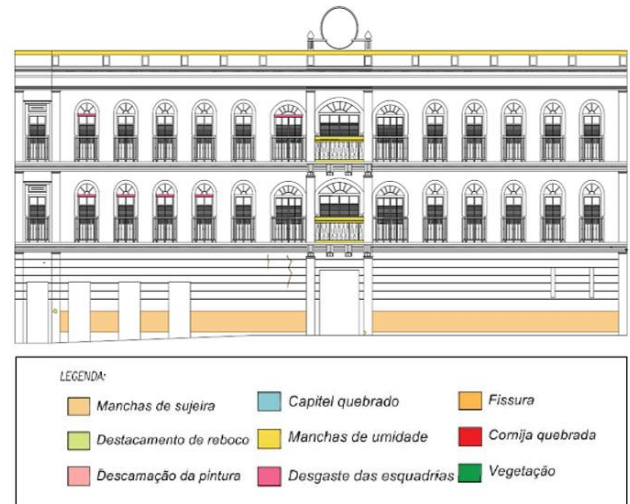 LEGENDA:
Manchas de sujeira
Capitel quebrado
Fissura
Destacamento de reboco
Manchas de umidade
Cornija quebrada
Descamação da pintura
Desgaste das esquadrias
Vegetação